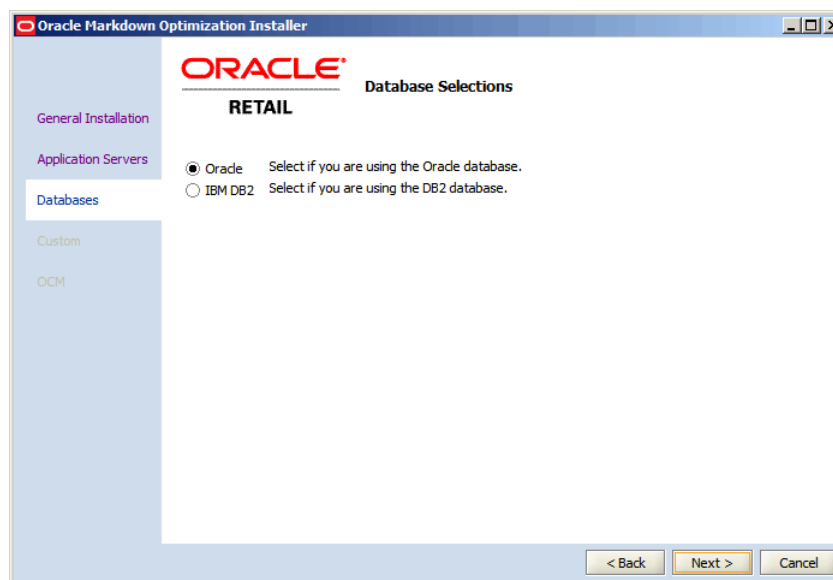 Oracle Markdown Optimization Installer
ORACLE®
RETAIL
Database Selections
General Installation
Application Servers
Databases
Custom
OCM
Oracle Select if you are using the Oracle database.
IBM DB2 Select if you are using the DB2 database.
< Back Next > Cancel